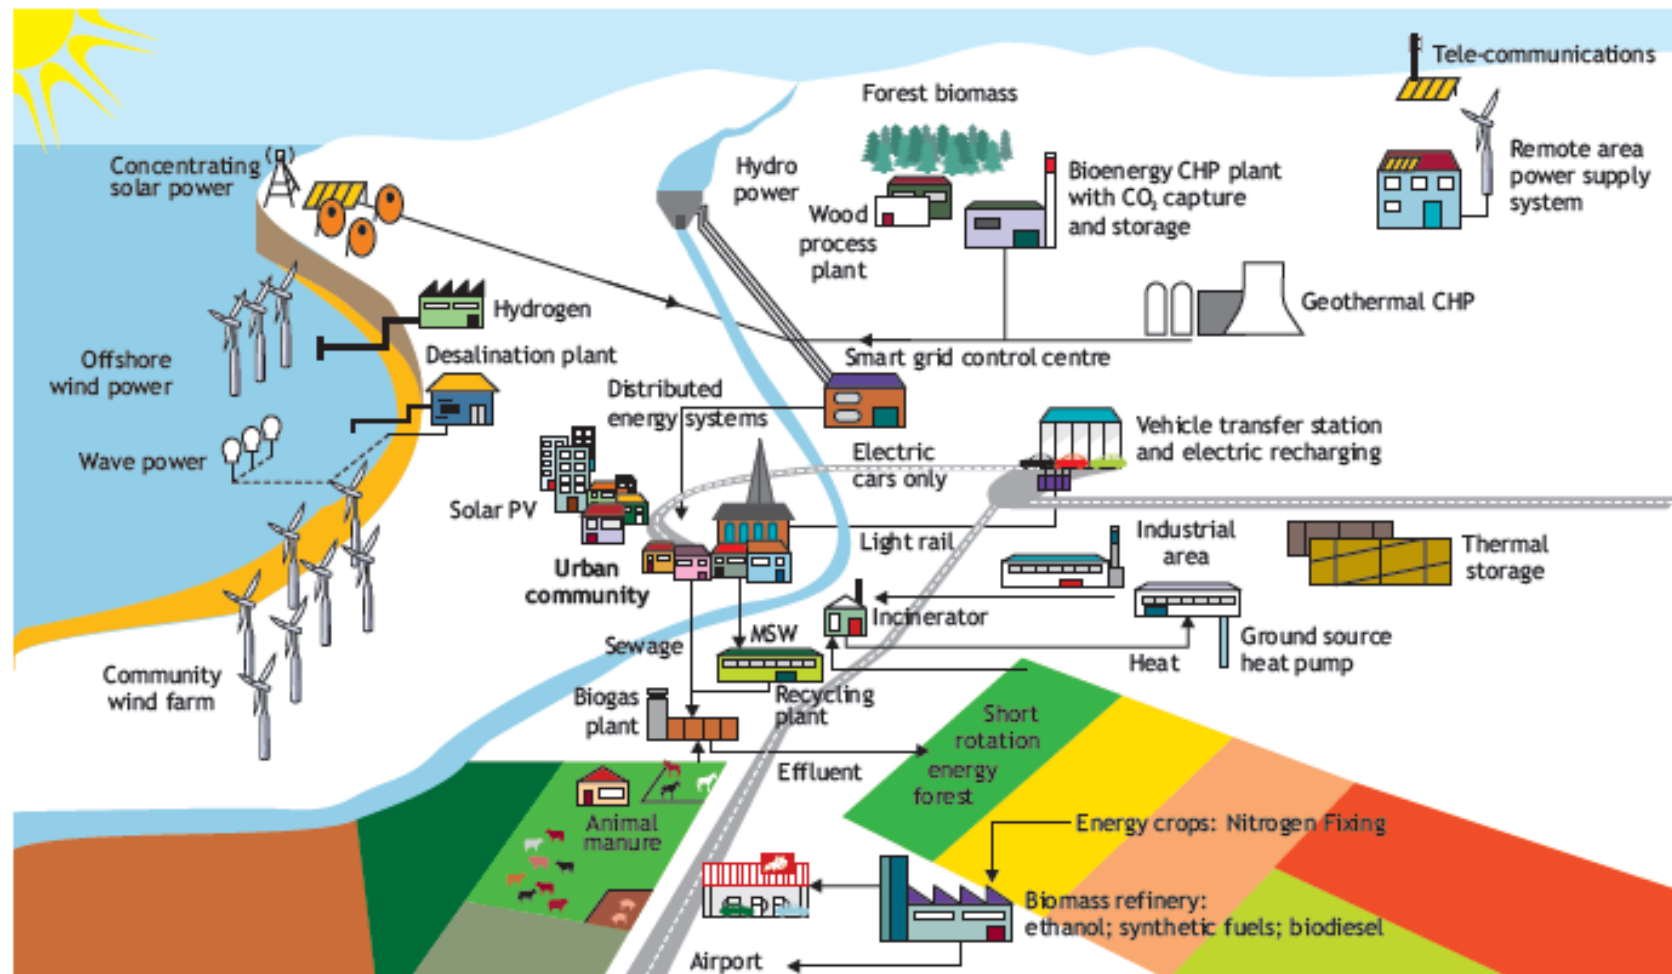 Tele-communications
Forest biomass
Concentrating
solar power
Hydro
power
Bioenergy CHP plant
with CO₂ capture
and storage
Remote area
power supply
system
Wood
process
plant
Hydrogen
Geothermal CHP
Offshore
wind power
Desalination plant
Smart grid control centre
Distributed
energy systems
Vehicle transfer station
and electric recharging
Electric
cars only
Wave power
Solar PV
Light rail
Industrial
area
Thermal
storage
Urban
community
Incinerator
Sewage
MSW
Heat
Ground source
heat pump
Community
wind farm
Biogas
plant
Recycling
plant
Short
rotation
energy
forest
Effluent
Animal
manure
Energy crops: Nitrogen Fixing
Biomass refinery:
ethanol; synthetic fuels; biodiesel
Airport